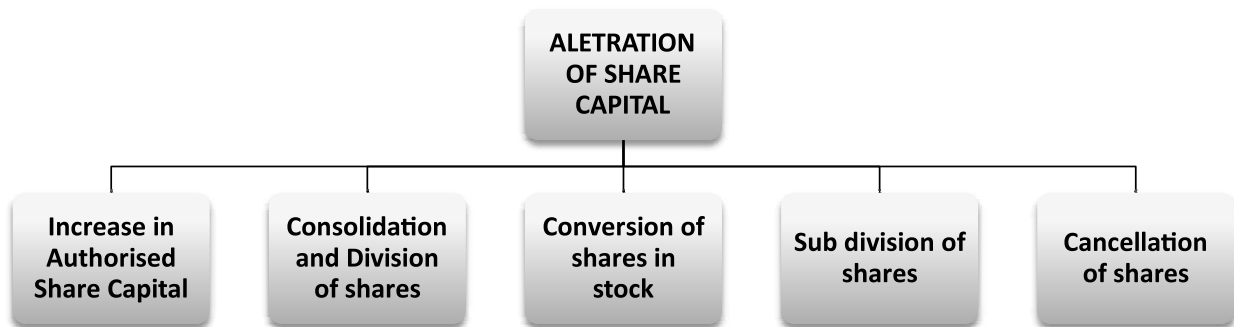 ALETRATION
OF SHARE
CAPITAL
Increase in
Authorised
Share Capital
Consolidation
and Division
of shares
Conversion of
shares in
stock
Sub division of
shares
Cancellation
of shares